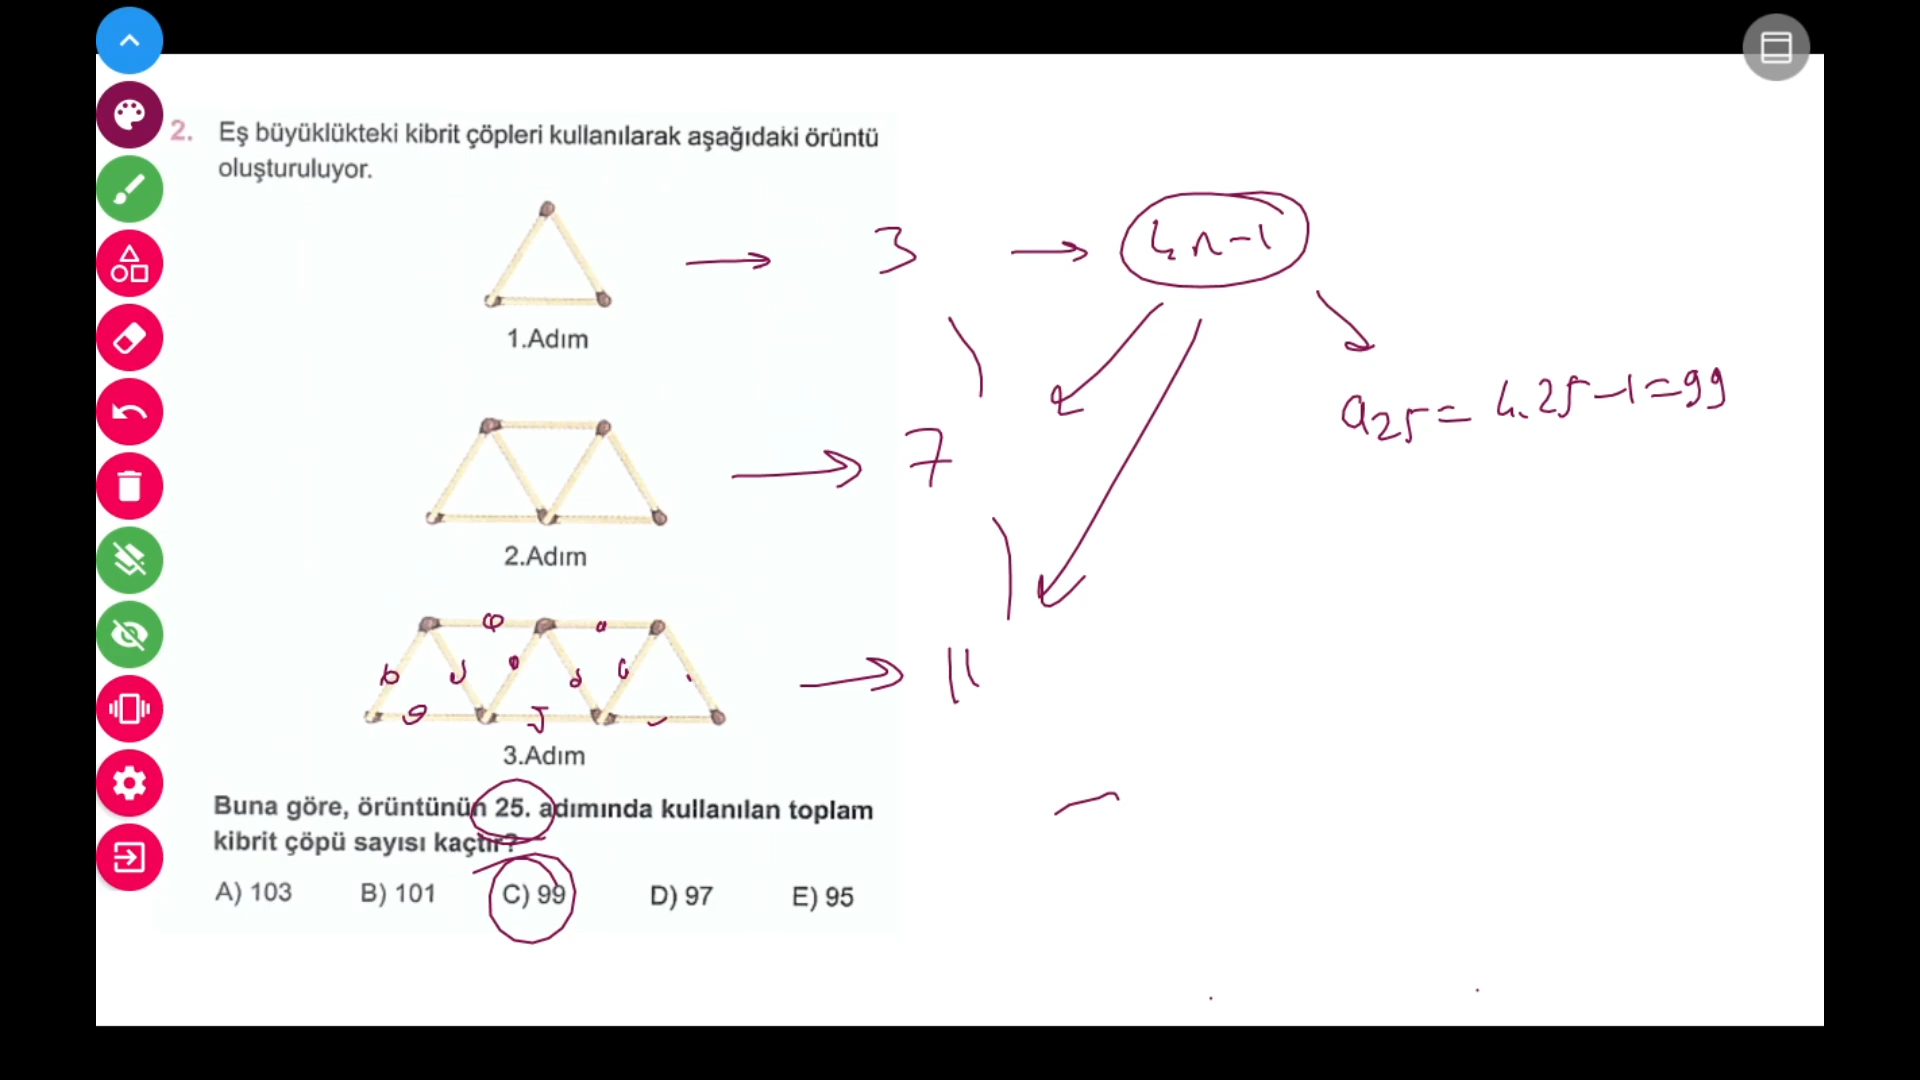 2. Eş büyüklükteki kibrit çöpleri kullanılarak aşağıdaki örüntü
oluşturuluyor.
→ 3 → 4n-1
1.Adım
a25 = 4.25-1=99
→ 7
2.Adım
→ 11
3.Adım
Buna göre, örüntünün 25. adımında kullanılan toplam
kibrit çöpü sayısı kaçtır?
A) 103 B) 101 C) 99 D) 97 E) 95